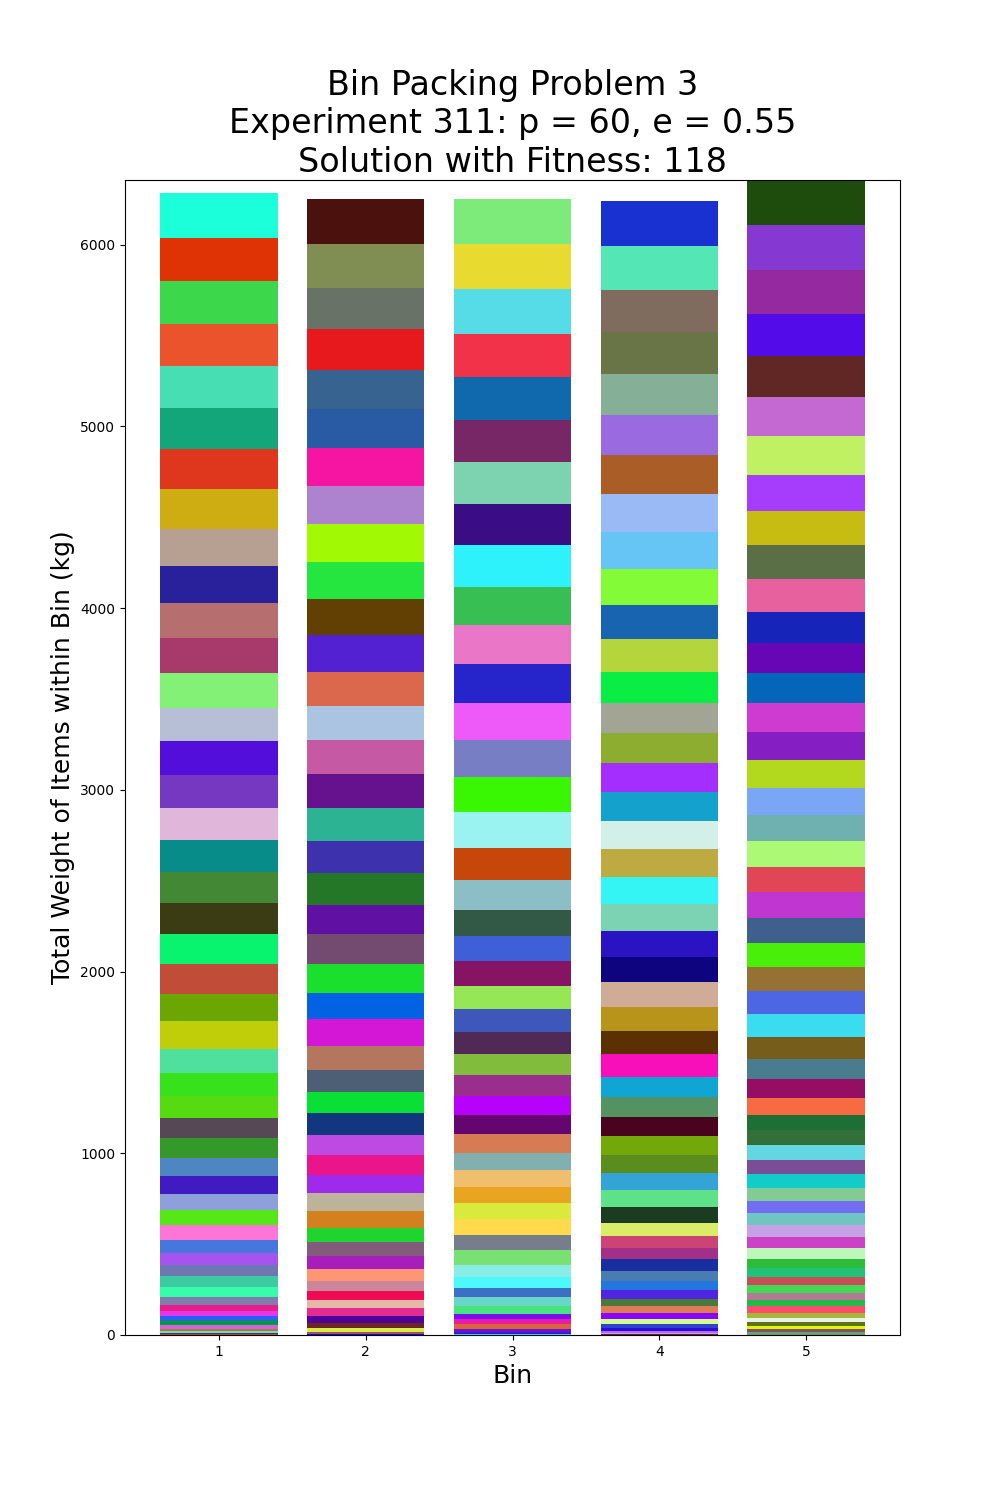 Bin Packing Problem 3
Experiment 311: p = 60, e = 0.55
Solution with Fitness: 118
Total Weight of Items within Bin (kg)
6000
5000
4000
3000
2000
1000
0
1 2 3 4 5
Bin